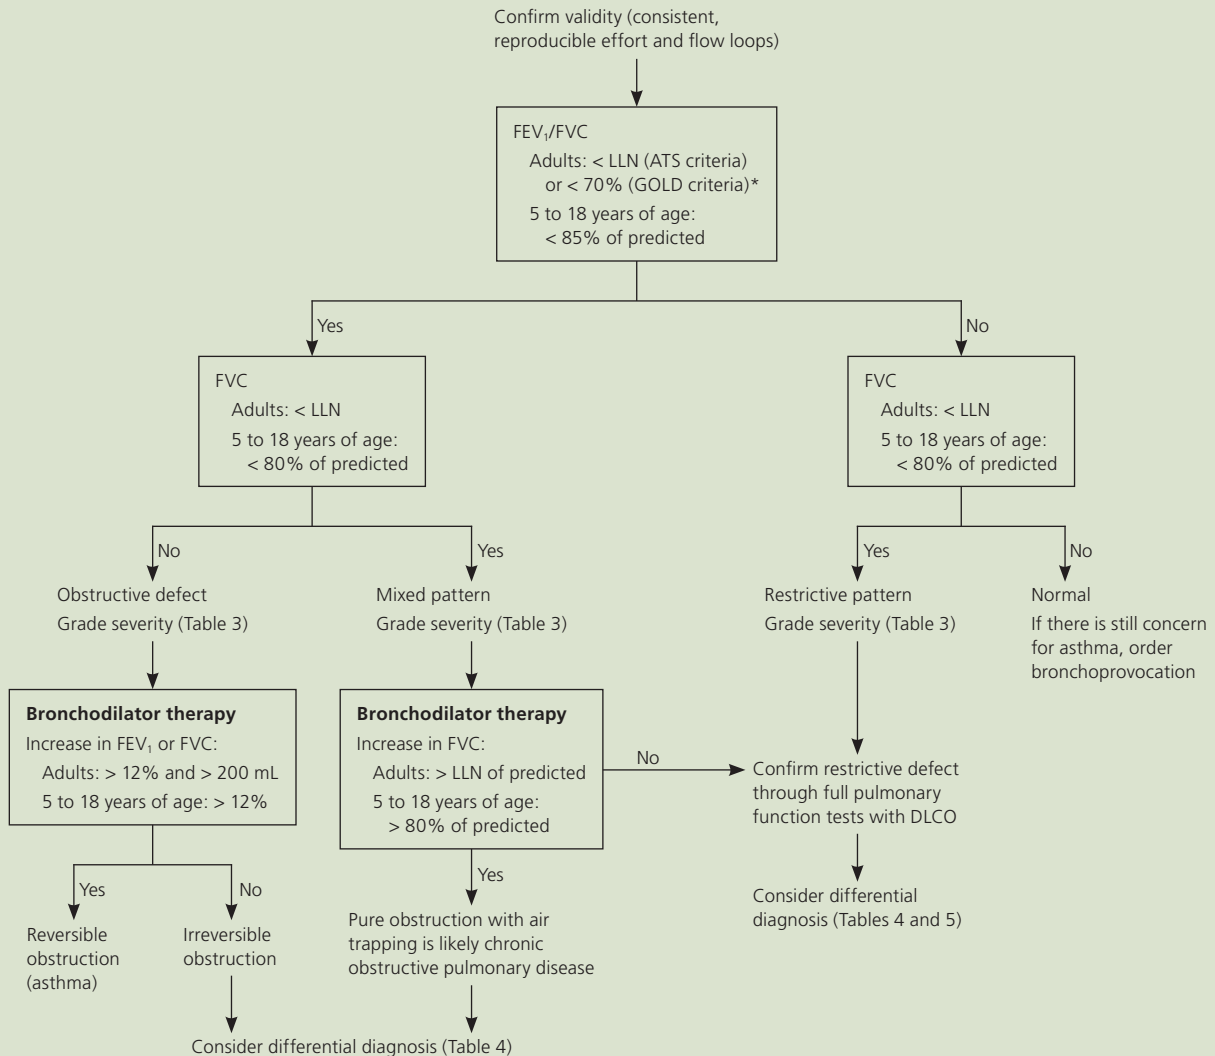 Confirm validity (consistent,
reproducible effort and flow loops)
FEV₁/FVC
Adults: < LLN (ATS criteria)
or < 70% (GOLD criteria)*
5 to 18 years of age:
< 85% of predicted
Yes
No
FVC
Adults: < LLN
5 to 18 years of age:
< 80% of predicted
FVC
Adults: < LLN
5 to 18 years of age:
< 80% of predicted
No
Yes
Yes
No
Obstructive defect
Grade severity (Table 3)
Mixed pattern
Grade severity (Table 3)
Restrictive pattern
Grade severity (Table 3)
Normal
If there is still concern
for asthma, order
bronchoprovocation
Bronchodilator therapy
Increase in FEV₁ or FVC:
Adults: > 12% and > 200 mL
5 to 18 years of age: > 12%
Bronchodilator therapy
Increase in FVC:
Adults: > LLN of predicted
5 to 18 years of age:
> 80% of predicted
No
Confirm restrictive defect
through full pulmonary
function tests with DLCO
Yes
No
Yes
Reversible
obstruction
(asthma)
Irreversible
obstruction
Pure obstruction with air
trapping is likely chronic
obstructive pulmonary disease
Consider differential
diagnosis (Tables 4 and 5)
Consider differential diagnosis (Table 4)